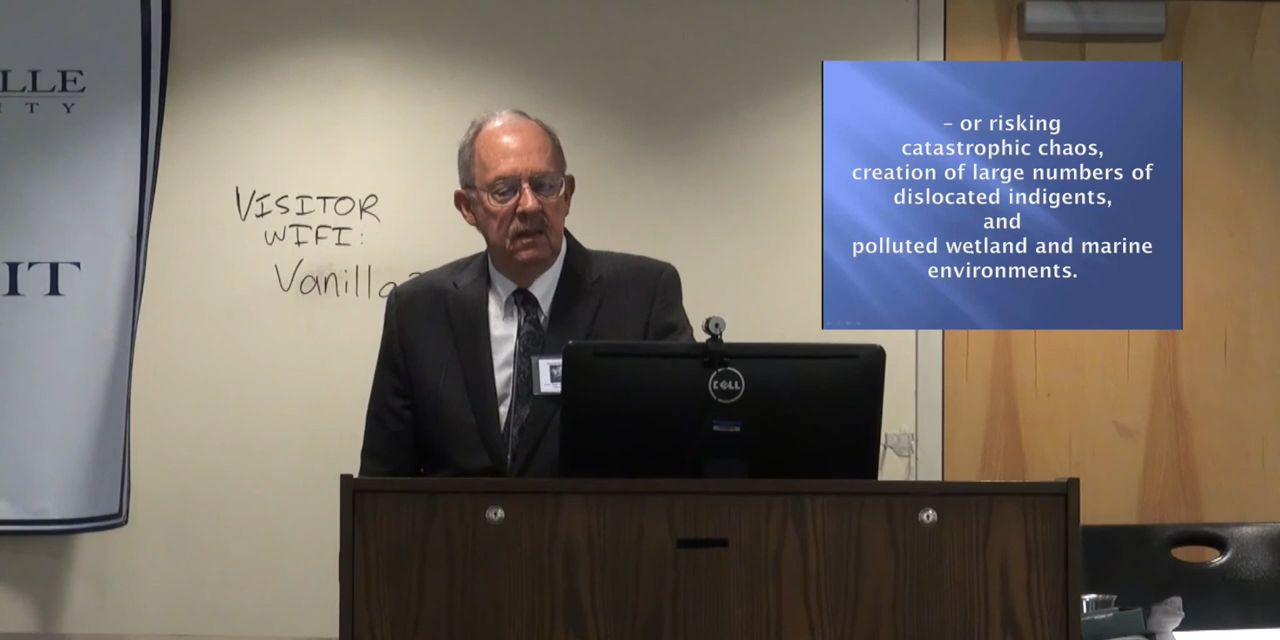 LLE
ITY
IT
VISITOR
WIFI:
Vanilla
DELL
– or risking
catastrophic chaos,
creation of large numbers of
dislocated indigents,
and
polluted wetland and marine
environments.